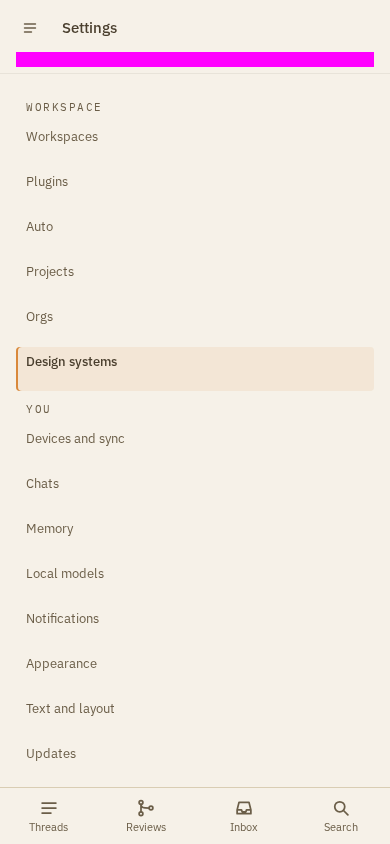 Settings
WORKSPACE
Workspaces
Plugins
Auto
Projects
Orgs
Design systems
YOU
Devices and sync
Chats
Memory
Local models
Notifications
Appearance
Text and layout
Updates
Threads
Reviews
Inbox
Search